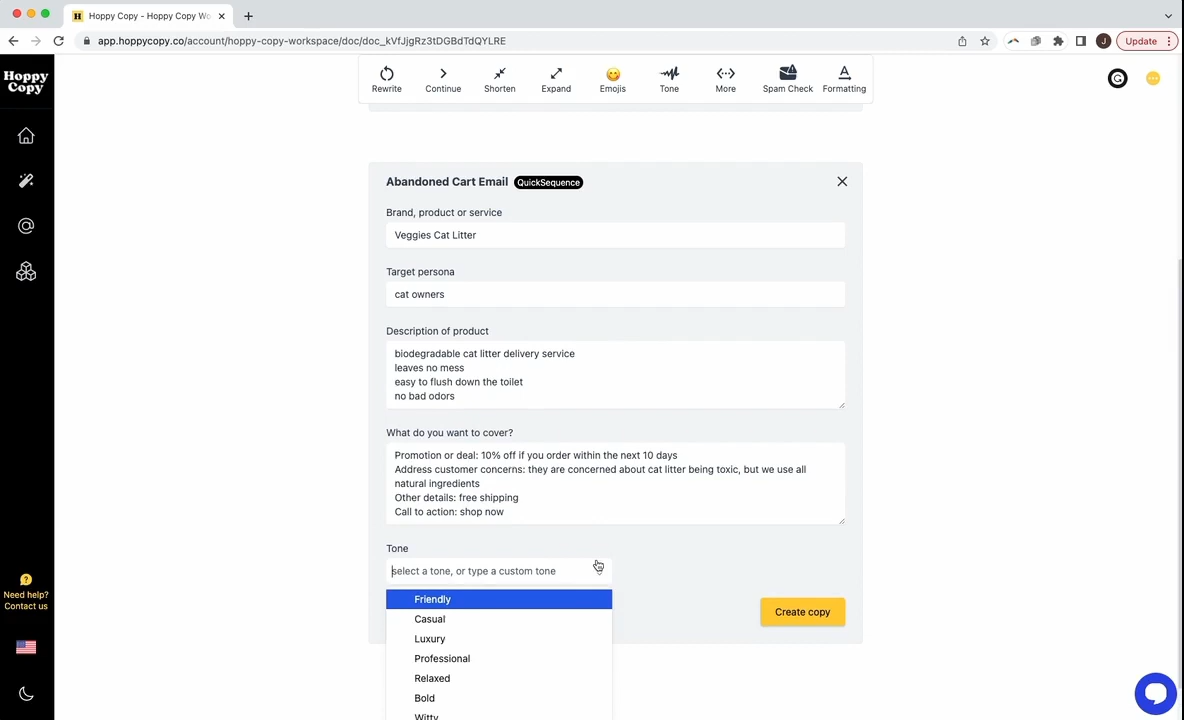 Hoppy Copy - Hoppy Copy Wo
app.hoppycopy.co/account/hoppy-copy-workspace/doc/doc_kVfJjgRz3tDGBdTdQYLRE
J
Update
Hoppy
Copy
Rewrite
Continue
Shorten
Expand
Emojis
Tone
More
Spam Check
Formatting
Abandoned Cart Email QuickSequence
Brand, product or service
Veggies Cat Litter
Target persona
cat owners
Description of product
biodegradable cat litter delivery service
leaves no mess
easy to flush down the toilet
no bad odors
What do you want to cover?
Promotion or deal: 10% off if you order within the next 10 days
Address customer concerns: they are concerned about cat litter being toxic, but we use all
natural ingredients
Other details: free shipping
Call to action: shop now
Tone
select a tone, or type a custom tone
Friendly
Casual
Luxury
Professional
Relaxed
Bold
Witty
Create copy
Need help?
Contact us